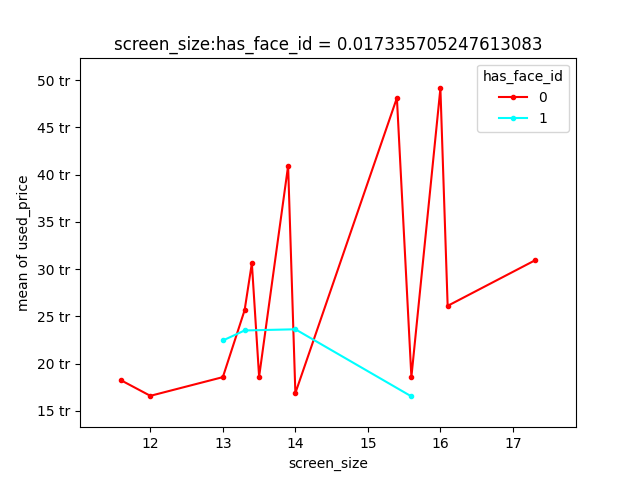 screen_size:has_face_id = 0.017335705247613083
has_face_id
0
1
50 tr
45 tr
40 tr
35 tr
30 tr
25 tr
20 tr
15 tr
mean of used_price
12 13 14 15 16 17
screen_size